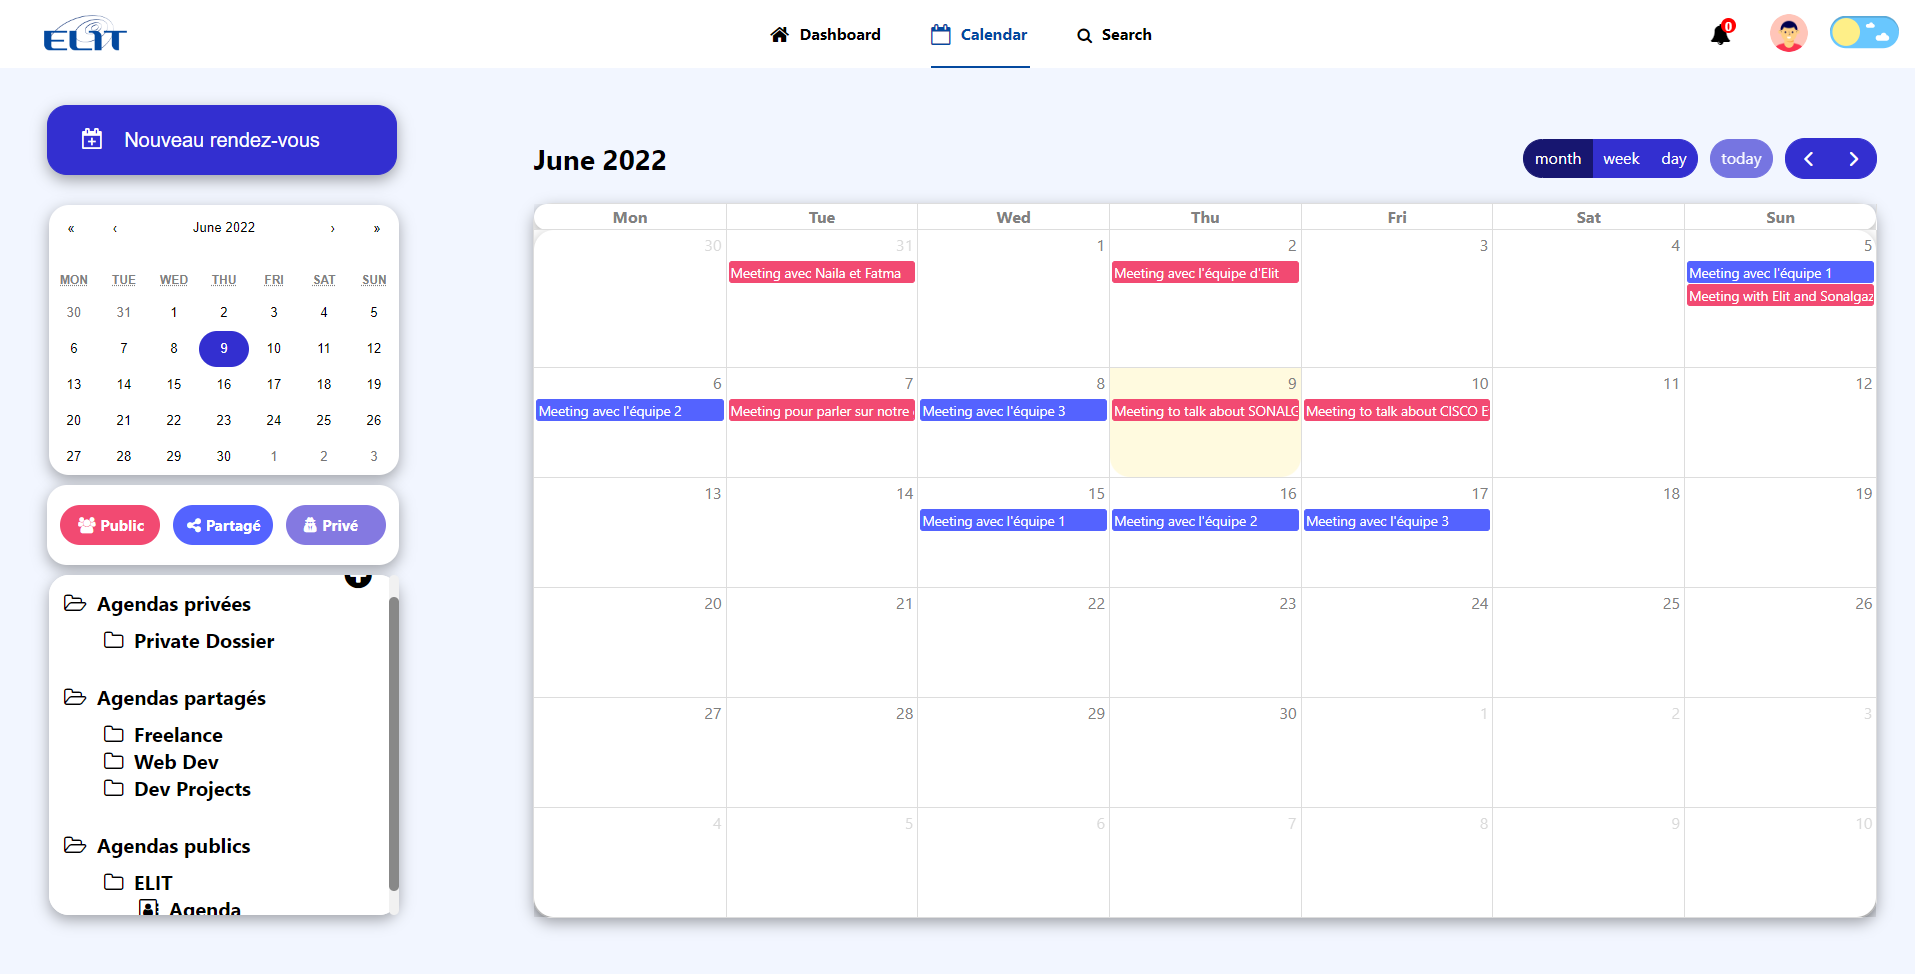 ELIT
Dashboard
Calendar
Search
0
Nouveau rendez-vous
« ‹ June 2022 › »
MON TUE WED THU FRI SAT SUN
30 31 1 2 3 4 5
6 7 8 9 10 11 12
13 14 15 16 17 18 19
20 21 22 23 24 25 26
27 28 29 30 1 2 3
Public Partagé Privé
Agendas privées
Private Dossier
Agendas partagés
Freelance
Web Dev
Dev Projects
Agendas publics
ELIT
Agenda
June 2022
month week day today
Mon Tue Wed Thu Fri Sat Sun
30 31 1 2 3 4 5
Meeting avec Naila et Fatma
Meeting avec l'équipe d'Elit
Meeting avec l'équipe 1
Meeting with Elit and Sonalgaz
6 7 8 9 10 11 12
Meeting avec l'équipe 2
Meeting pour parler sur notre
Meeting avec l'équipe 3
Meeting to talk about SONALG
Meeting to talk about CISCO E
13 14 15 16 17 18 19
Meeting avec l'équipe 1
Meeting avec l'équipe 2
Meeting avec l'équipe 3
20 21 22 23 24 25 26
27 28 29 30 1 2 3
4 5 6 7 8 9 10